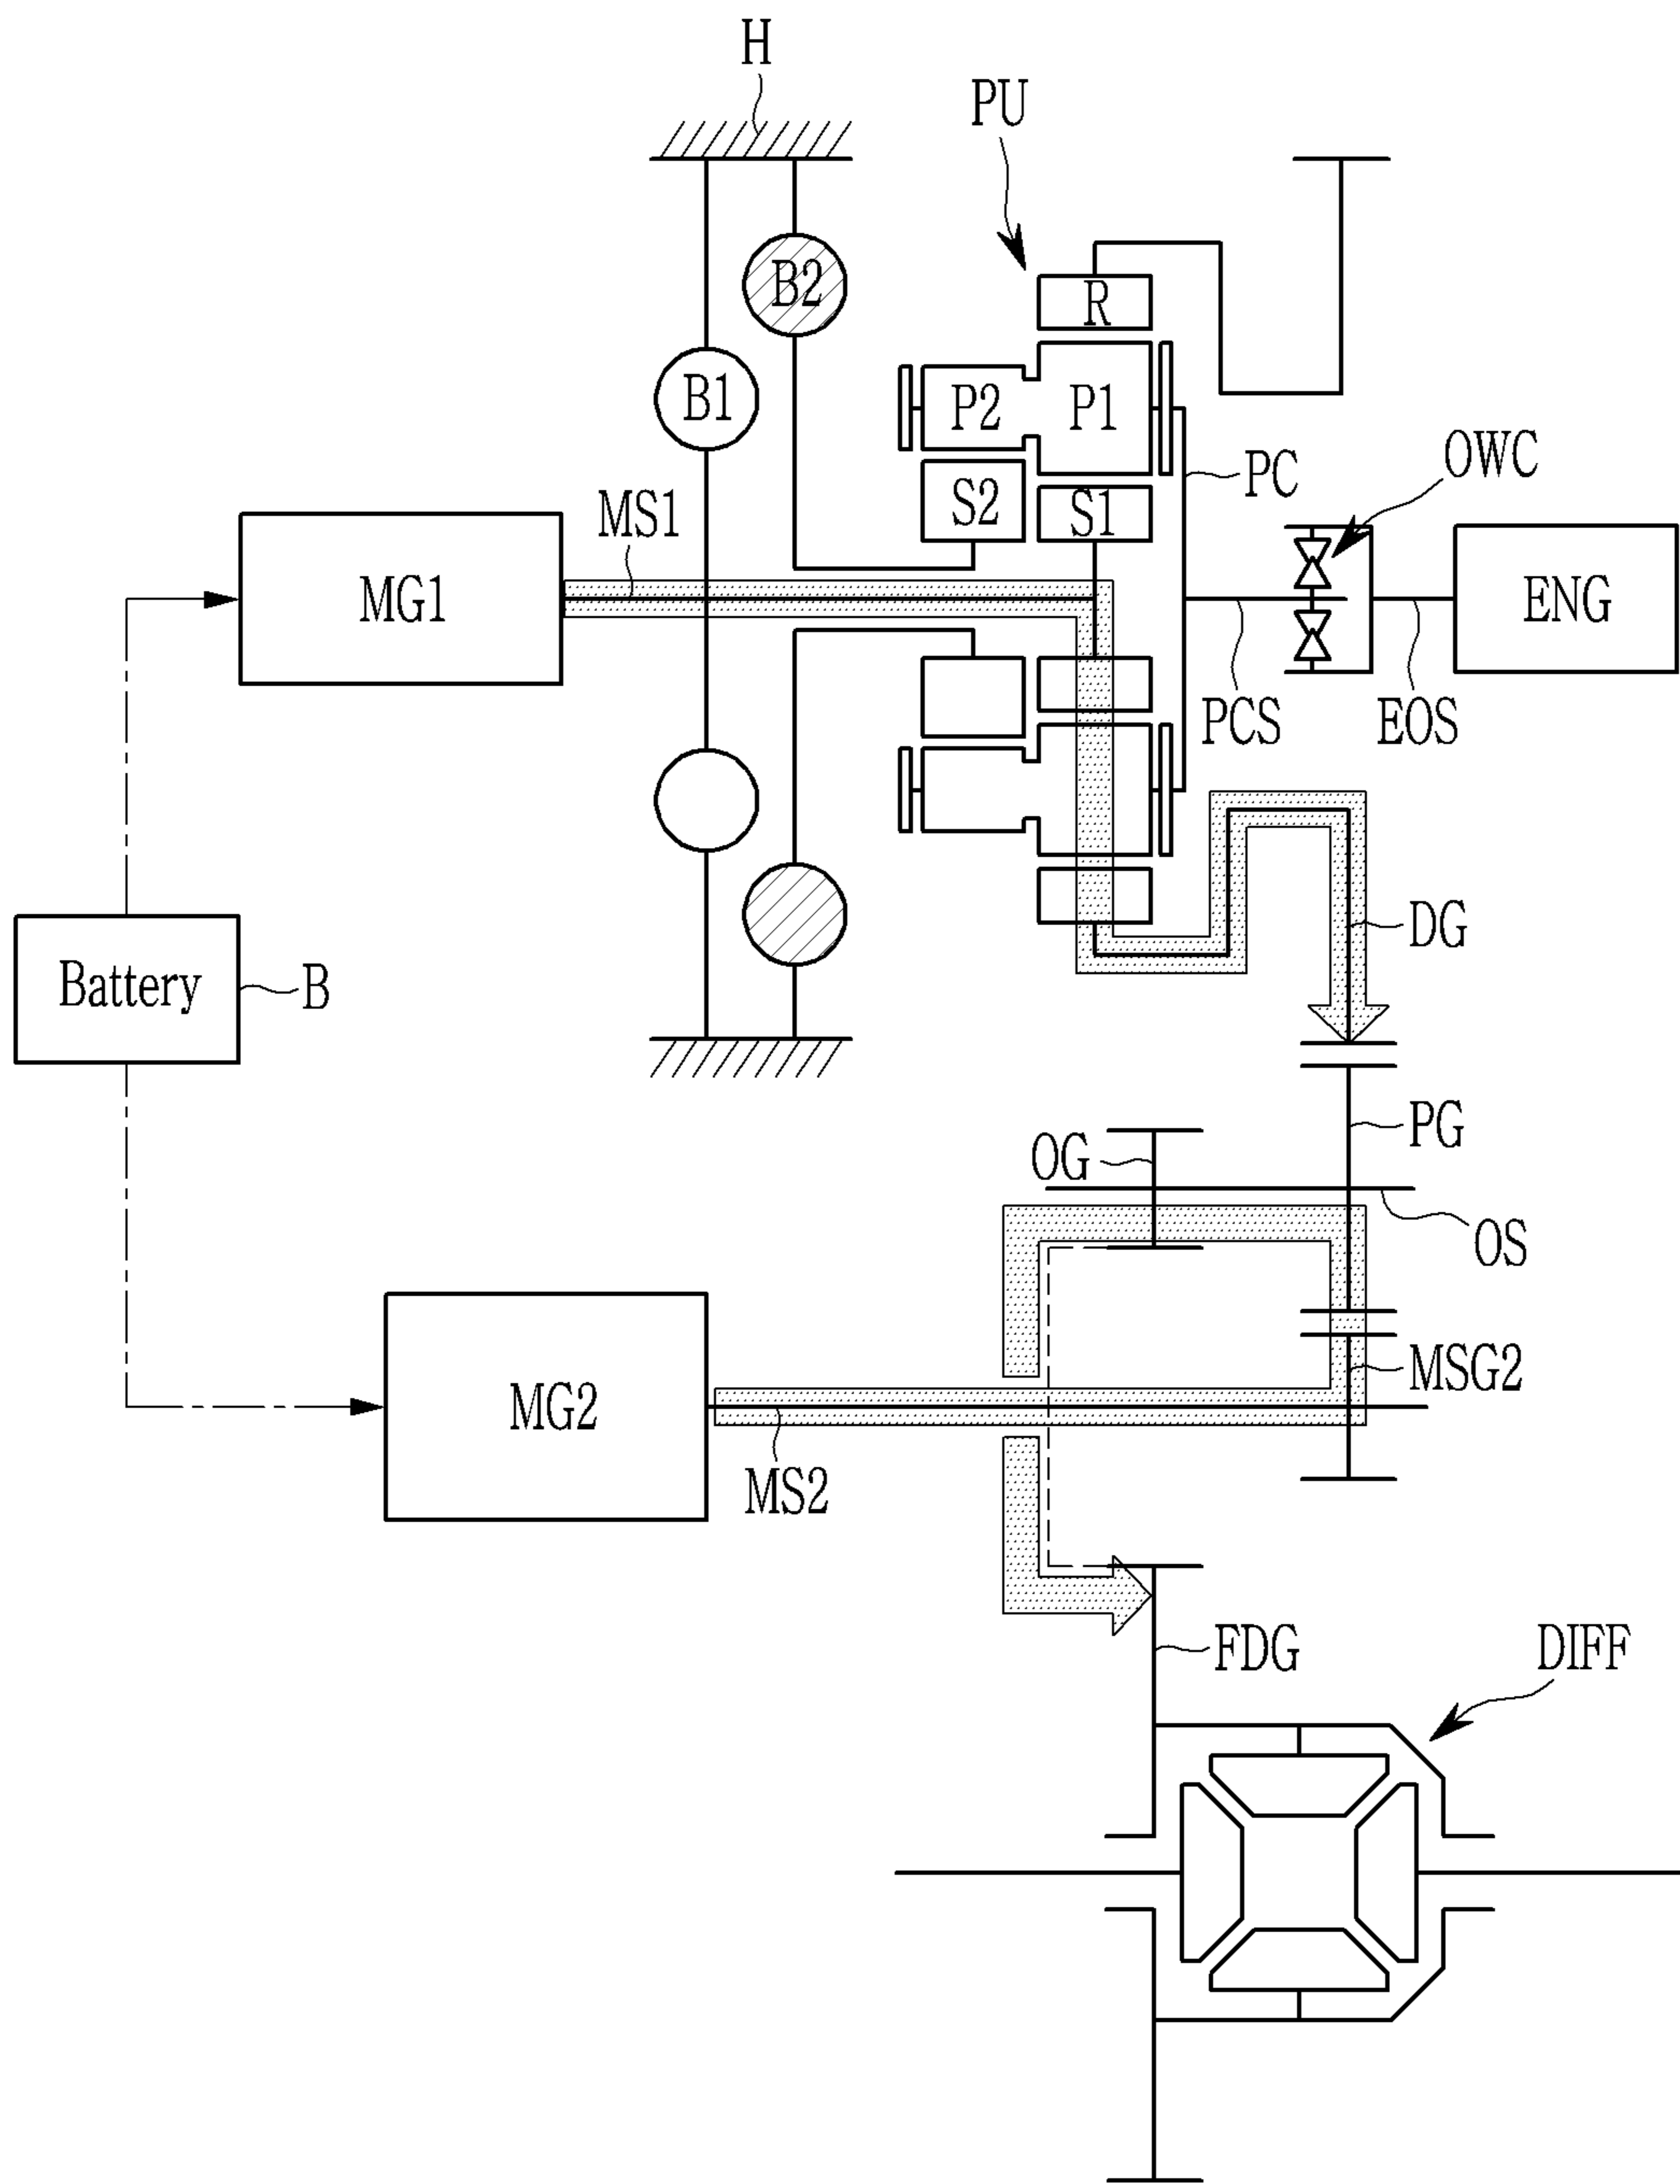 H
PU
B2
R
B1
P2
P1
OWC
PC
MS1
S2
S1
MG1
ENG
PCS
EOS
DG
Battery
B
PG
OG
OS
MSG2
MG2
MS2
FDG
DIFF